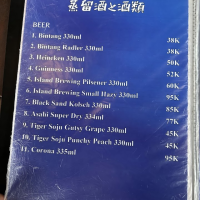 BEER
1. Bintang 330ml 38K
2. Bintang Radler 330ml 38K
3. Heineken 330ml 50K
4. Guinness 330ml 52K
5. Island Brewing Pilsener 330ml 60K
6. Island Brewing Small Hazy 330ml 95K
7. Black Sand Kolsch 330ml 85K
8. Asahi Super Dry 334ml 77K
9. Tiger Soju Gutsy Grape 330ml 45K
10. Tiger Soju Punchy Peach 330ml 45K
11. Corona 335ml 95K